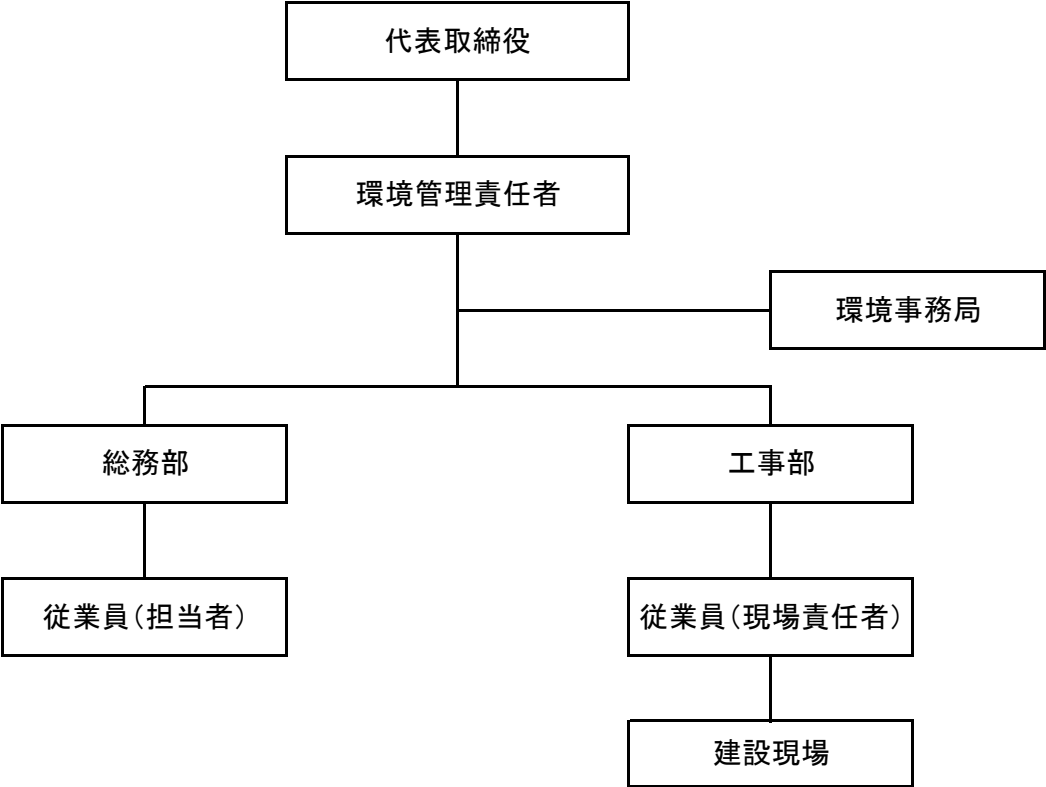 代表取締役
環境管理責任者
環境事務局
総務部
工事部
従業員(担当者)
従業員(現場責任者)
建設現場